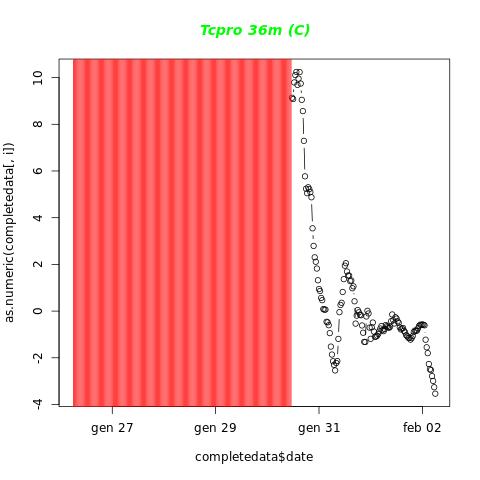 Tcpro 36m (C)
as.numeric(completedata[, i])
10
8
6
4
2
0
-2
-4
gen 27
gen 29
gen 31
feb 02
completedata$date